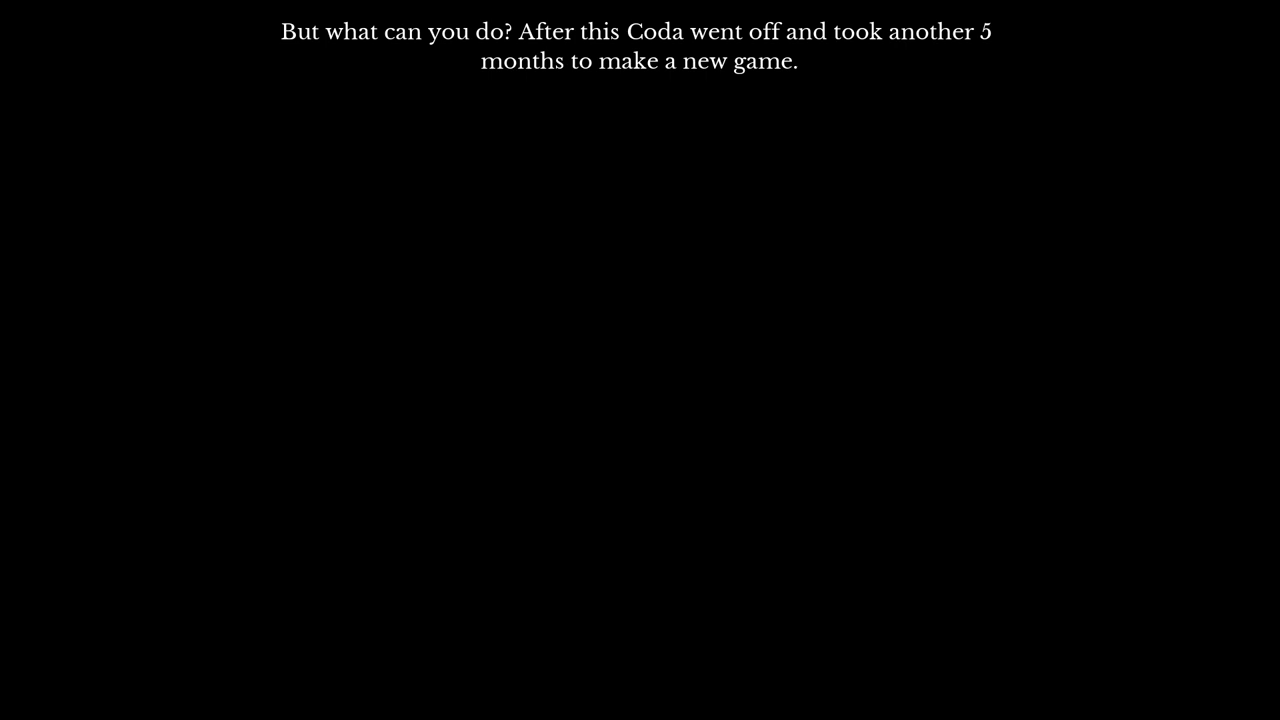 But what can you do? After this Coda went off and took another 5
months to make a new game.